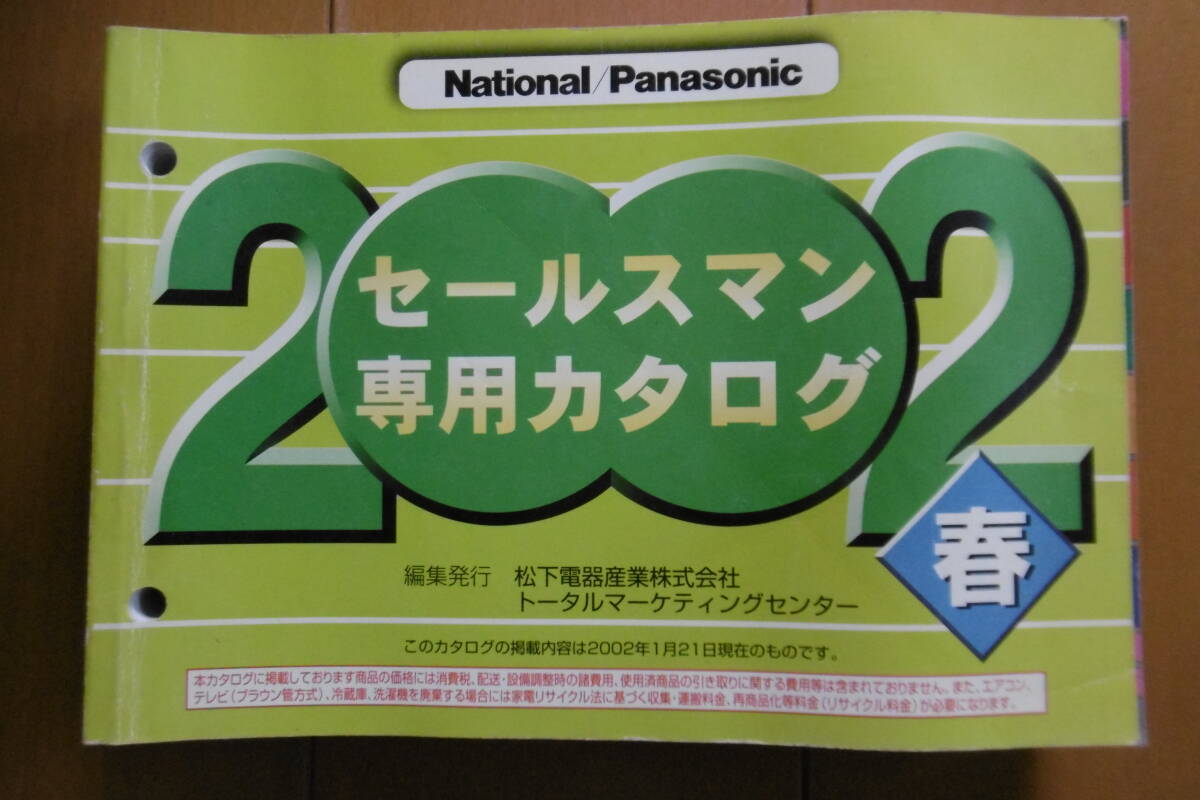 National/Panasonic
2002
セールスマン
専用カタログ
春
編集発行 松下電器産業株式会社
トータルマーケティングセンター
このカタログの掲載内容は2002年1月21日現在のものです。
本カタログに掲載しております商品の価格には消費税、配送・設備調整時の諸費用、使用済商品の引き取りに関する費用等は含まれておりません。また、エアコン、
テレビ(ブラウン管方式)、冷蔵庫、洗濯機を廃棄する場合には家電リサイクル法に基づく収集・運搬料金、再商品化等料金(リサイクル料金)が必要になります。